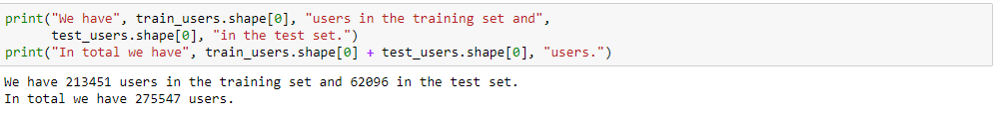 print("We have", train_users.shape[0], "users in the training set and",
      test_users.shape[0], "in the test set.")
print("In total we have", train_users.shape[0] + test_users.shape[0], "users.")
We have 213451 users in the training set and 62096 in the test set.
In total we have 275547 users.